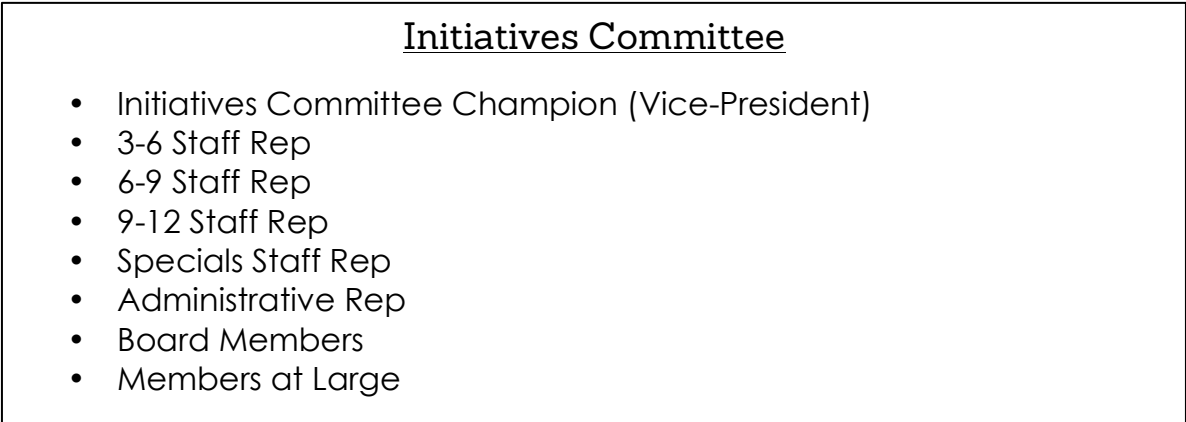 Initiatives Committee
• Initiatives Committee Champion (Vice-President)
• 3-6 Staff Rep
• 6-9 Staff Rep
• 9-12 Staff Rep
• Specials Staff Rep
• Administrative Rep
• Board Members
• Members at Large